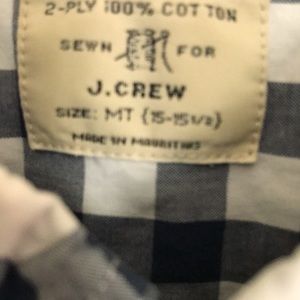 2-PLY 100% COTTON
SEWN FOR
J.CREW
SIZE: MT (15-15 1/2)
MADE IN MAURITIUS